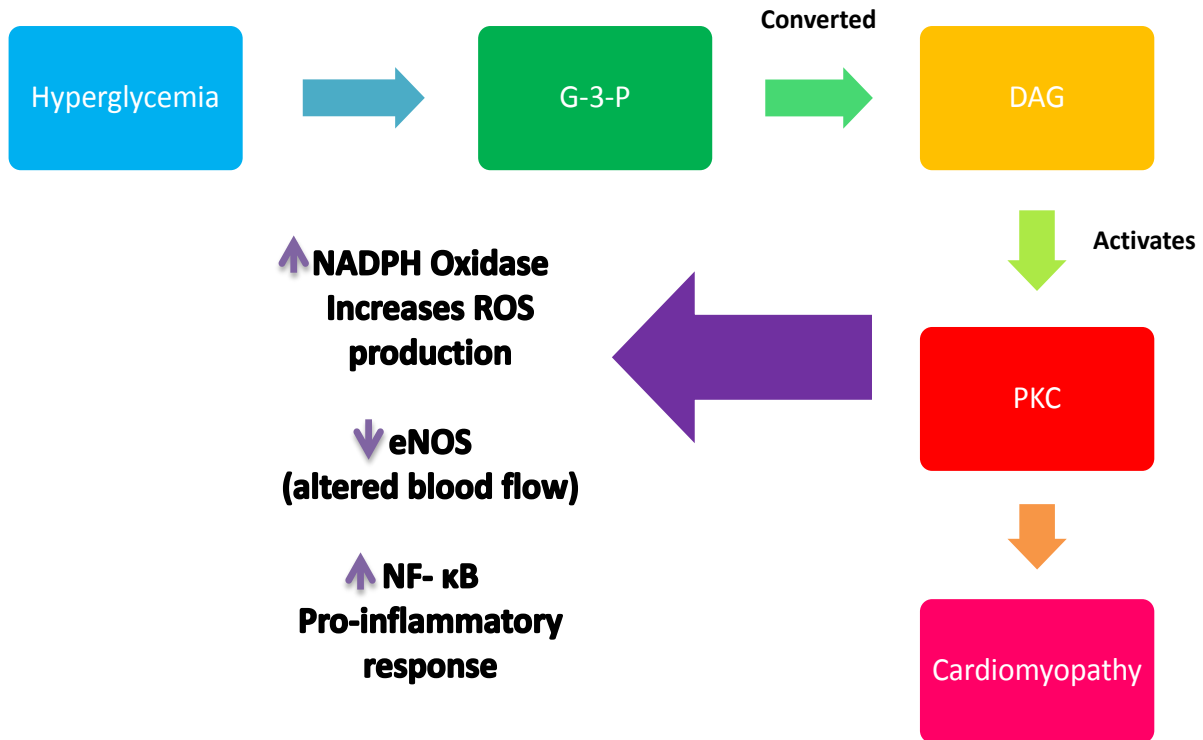 Converted
Hyperglycemia
G-3-P
DAG
Activates
NADPH Oxidase
Increases ROS
production
PKC
eNOS
(altered blood flow)
NF- κB
Pro-inflammatory
response
Cardiomyopathy